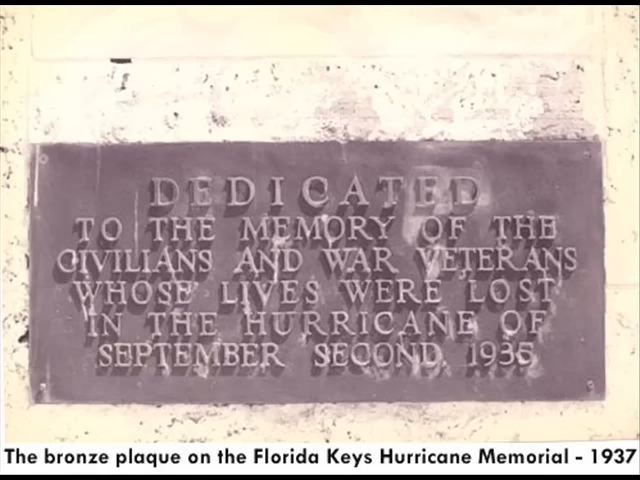 DEDICATED
TO THE MEMORY OF THE
CIVILIANS AND WAR VETERANS
WHOSE LIVES WERE LOST
IN THE HURRICANE OF
SEPTEMBER SECOND 1935
The bronze plaque on the Florida Keys Hurricane Memorial - 1937